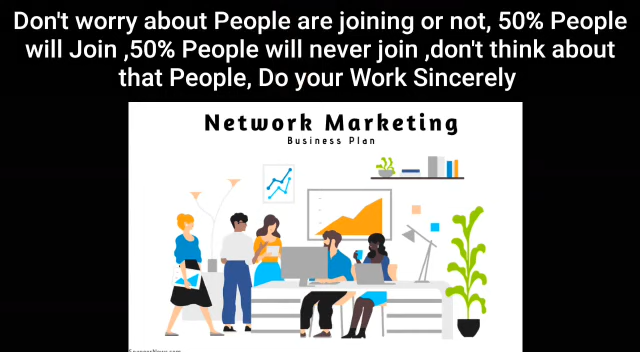 Don't worry about People are joining or not, 50% People
will Join ,50% People will never join ,don't think about
that People, Do your Work Sincerely
Network Marketing
Business Plan